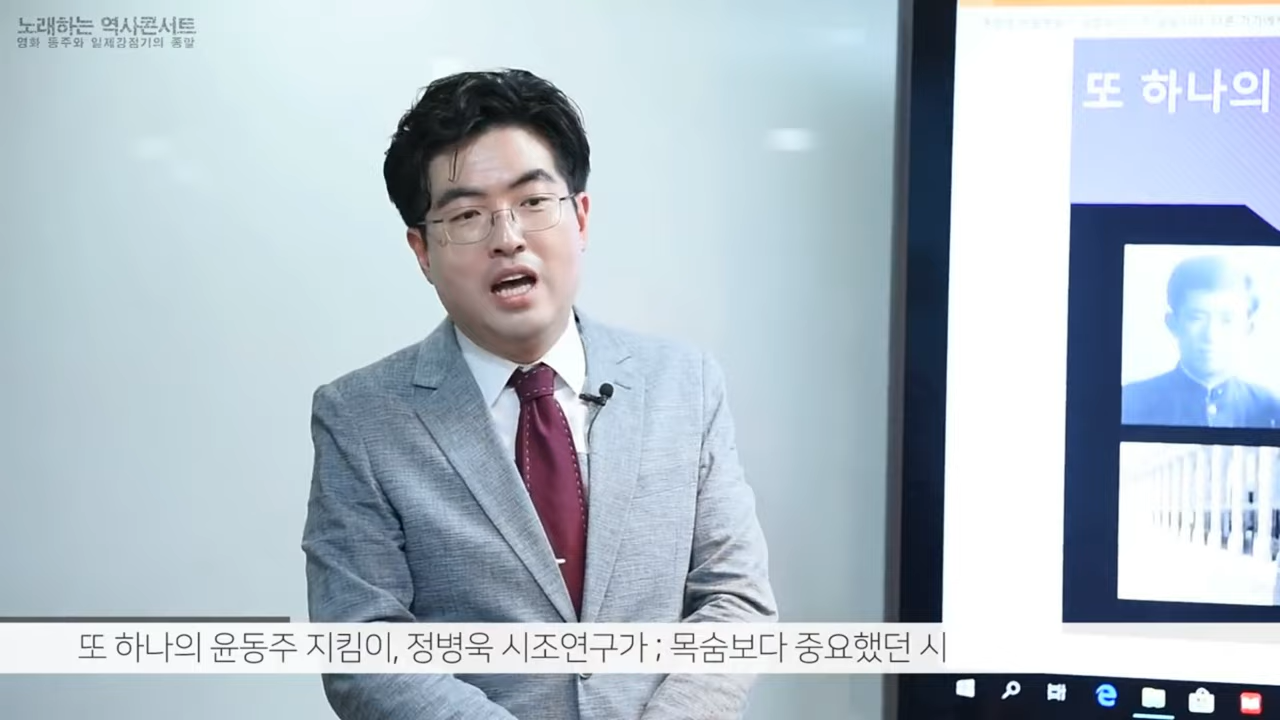 노래하는 역사콘서트
영화 동주와 일제강점기의 종말
또 하나의
또 하나의 윤동주 지킴이, 정병욱 시조연구가 ; 목숨보다 중요했던 시